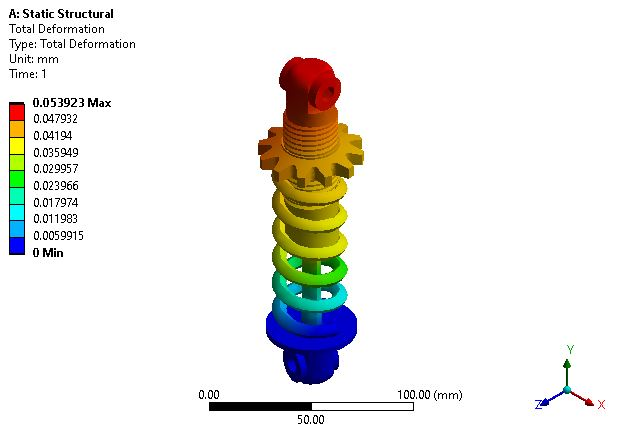 A: Static Structural
Total Deformation
Type: Total Deformation
Unit: mm
Time: 1
0.053923 Max
0.047932
0.04194
0.035949
0.029957
0.023966
0.017974
0.011983
0.0059915
0 Min
0.00 100.00 (mm)
50.00
Y
Z X